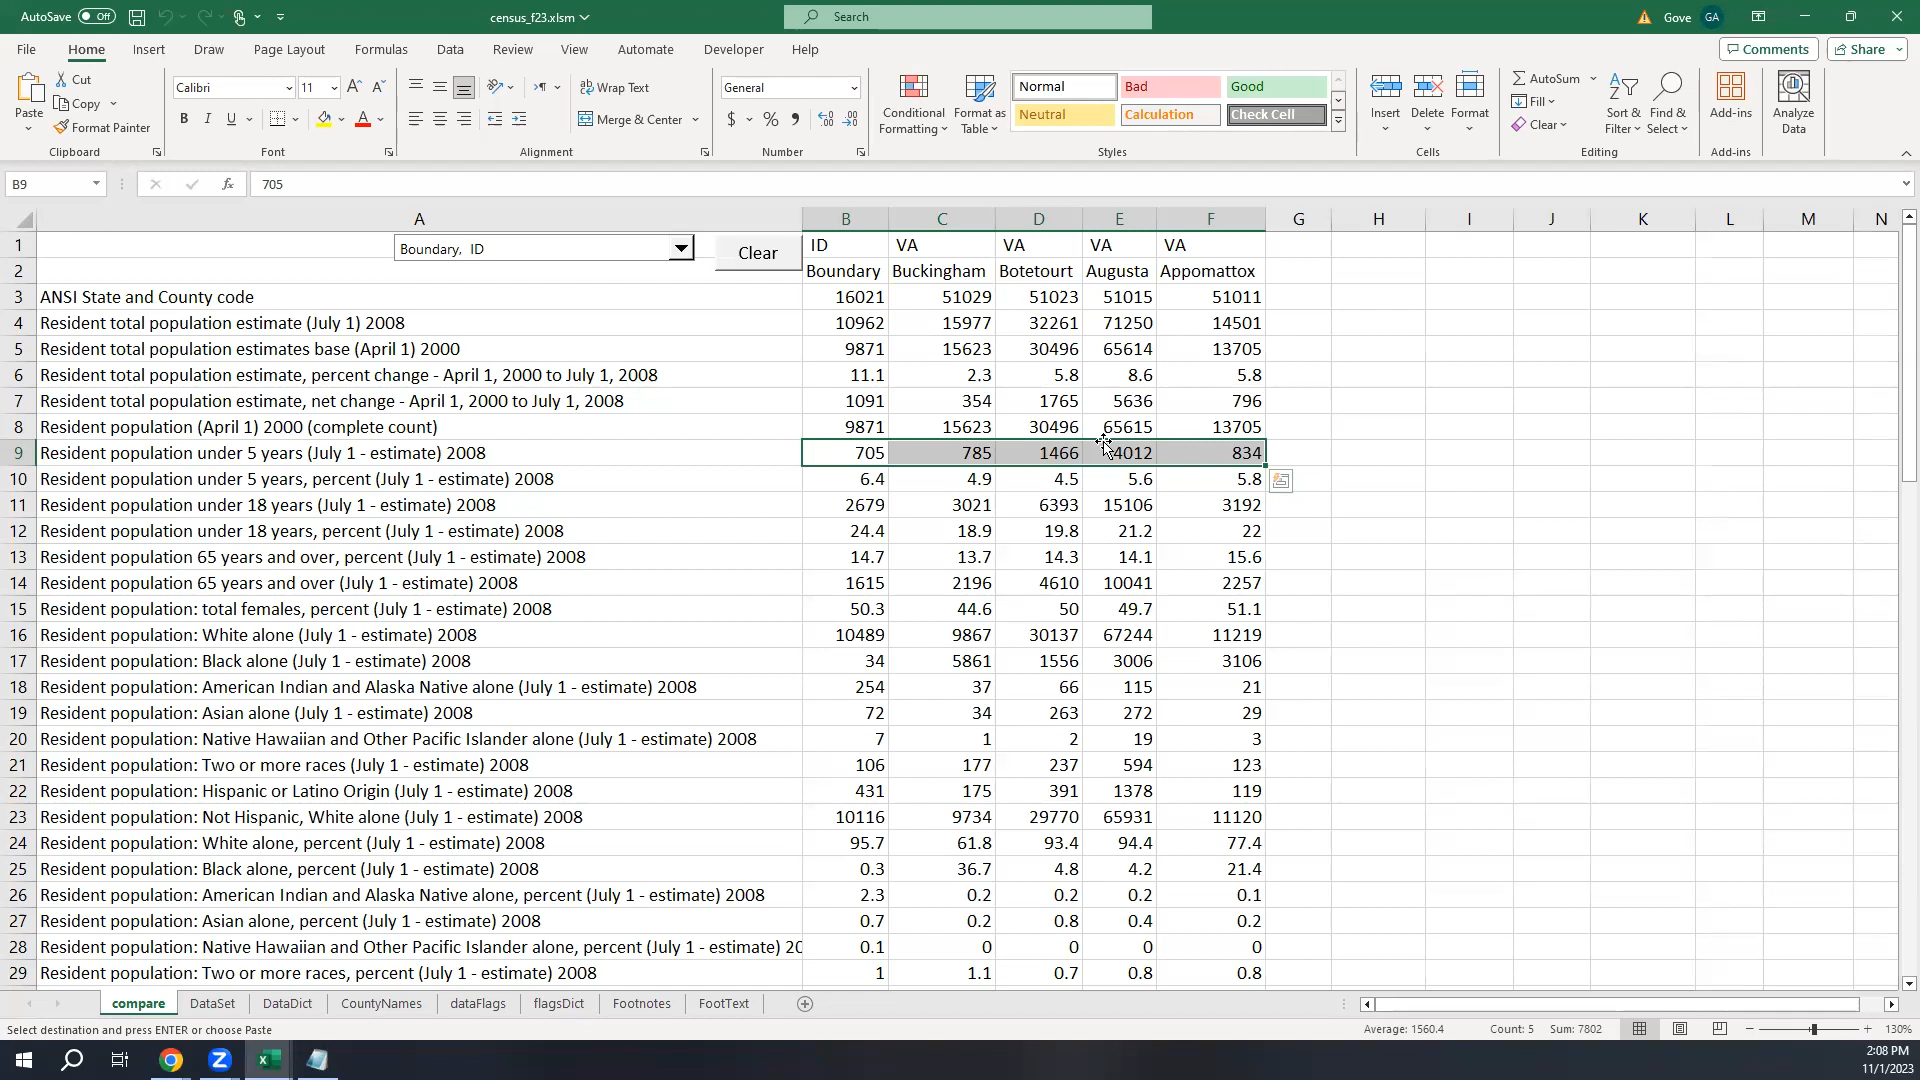 AutoSave Off census_f23.xlsm Search Gove GA
File Home Insert Draw Page Layout Formulas Data Review View Automate Developer Help Comments Share
Cut
Copy
Format Painter
Paste
Clipboard
Calibri 11
B I U
Font
Wrap Text
Merge & Center
Alignment
General
$ %
Number
Conditional Formatting
Format as Table
Normal Bad Good
Neutral Calculation Check Cell
Styles
Insert Delete Format
Cells
AutoSum
Fill
Clear
Sort & Filter
Find & Select
Editing
Add-ins
Add-ins
Analyze Data
B9 fx 705
A B C D E F G H I J K L M N
1 Boundary, ID Clear ID VA VA VA VA
2 Boundary Buckingham Botetourt Augusta Appomattox
3 ANSI State and County code 16021 51029 51023 51015 51011
4 Resident total population estimate (July 1) 2008 10962 15977 32261 71250 14501
5 Resident total population estimates base (April 1) 2000 9871 15623 30496 65614 13705
6 Resident total population estimate, percent change - April 1, 2000 to July 1, 2008 11.1 2.3 5.8 8.6 5.8
7 Resident total population estimate, net change - April 1, 2000 to July 1, 2008 1091 354 1765 5636 796
8 Resident population (April 1) 2000 (complete count) 9871 15623 30496 65615 13705
9 Resident population under 5 years (July 1 - estimate) 2008 705 785 1466 4012 834
10 Resident population under 5 years, percent (July 1 - estimate) 2008 6.4 4.9 4.5 5.6 5.8
11 Resident population under 18 years (July 1 - estimate) 2008 2679 3021 6393 15106 3192
12 Resident population under 18 years, percent (July 1 - estimate) 2008 24.4 18.9 19.8 21.2 22
13 Resident population 65 years and over, percent (July 1 - estimate) 2008 14.7 13.7 14.3 14.1 15.6
14 Resident population 65 years and over (July 1 - estimate) 2008 1615 2196 4610 10041 2257
15 Resident population: total females, percent (July 1 - estimate) 2008 50.3 44.6 50 49.7 51.1
16 Resident population: White alone (July 1 - estimate) 2008 10489 9867 30137 67244 11219
17 Resident population: Black alone (July 1 - estimate) 2008 34 5861 1556 3006 3106
18 Resident population: American Indian and Alaska Native alone (July 1 - estimate) 2008 254 37 66 115 21
19 Resident population: Asian alone (July 1 - estimate) 2008 72 34 263 272 29
20 Resident population: Native Hawaiian and Other Pacific Islander alone (July 1 - estimate) 2008 7 1 2 19 3
21 Resident population: Two or more races (July 1 - estimate) 2008 106 177 237 594 123
22 Resident population: Hispanic or Latino Origin (July 1 - estimate) 2008 431 175 391 1378 119
23 Resident population: Not Hispanic, White alone (July 1 - estimate) 2008 10116 9734 29770 65931 11120
24 Resident population: White alone, percent (July 1 - estimate) 2008 95.7 61.8 93.4 94.4 77.4
25 Resident population: Black alone, percent (July 1 - estimate) 2008 0.3 36.7 4.8 4.2 21.4
26 Resident population: American Indian and Alaska Native alone, percent (July 1 - estimate) 2008 2.3 0.2 0.2 0.2 0.1
27 Resident population: Asian alone, percent (July 1 - estimate) 2008 0.7 0.2 0.8 0.4 0.2
28 Resident population: Native Hawaiian and Other Pacific Islander alone, percent (July 1 - estimate) 20 0.1 0 0 0 0
29 Resident population: Two or more races, percent (July 1 - estimate) 2008 1 1.1 0.7 0.8 0.8
compare DataSet DataDict CountyNames dataFlags flagsDict Footnotes FootText
Select destination and press ENTER or choose Paste Average: 1560.4 Count: 5 Sum: 7802 130%
2:08 PM
11/1/2023